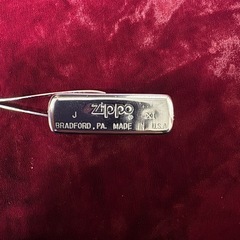 J Zippo ® XI
BRADFORD, PA. MADE IN U.S.A.